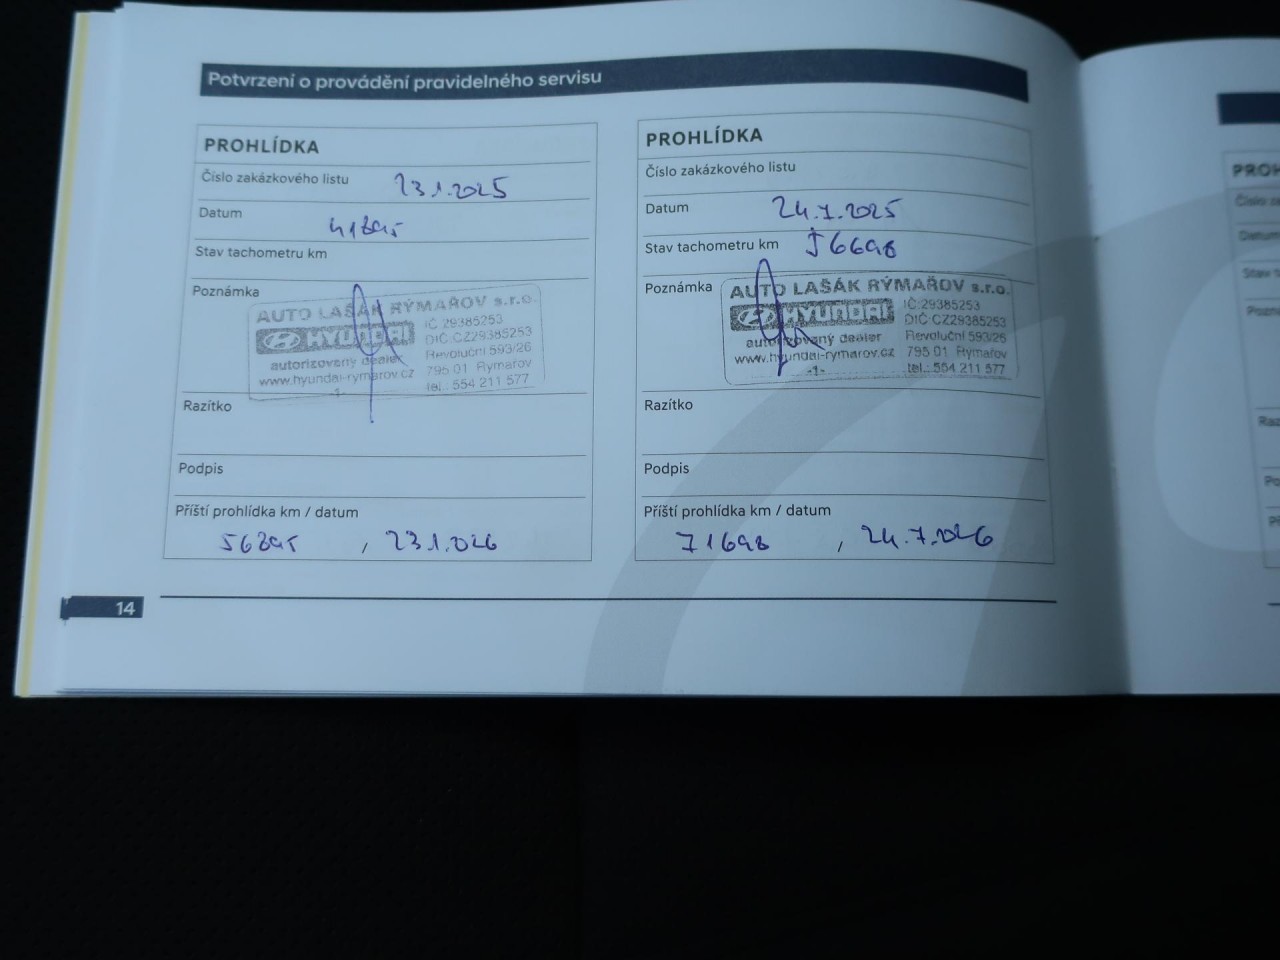 Potvrzení o provádění pravidelného servisu
PROHLÍDKA
Číslo zakázkového listu 23.1.2025
Datum
Stav tachometru km
Poznámka
AUTO LAŠÁK RÝMAŘOV s.r.o.
HYUNDAI
autorizovaný dealer
www.hyundai-rymarov.cz
-1-
IČ:29385253
DIČ:CZ29385253
Revoluční 593/26
795 01 Rýmařov
tel.: 554 211 577
Razítko
Podpis
Příští prohlídka km / datum
, 23.1.2026
PROHLÍDKA
Číslo zakázkového listu
Datum 24.7.2025
Stav tachometru km 56698
Poznámka
AUTO LAŠÁK RÝMAŘOV s.r.o.
HYUNDAI
autorizovaný dealer
www.hyundai-rymarov.cz
-1-
IČ:29385253
DIČ:CZ29385253
Revoluční 593/26
795 01 Rýmařov
tel.: 554 211 577
Razítko
Podpis
Příští prohlídka km / datum
71698 , 24.7.2026
14